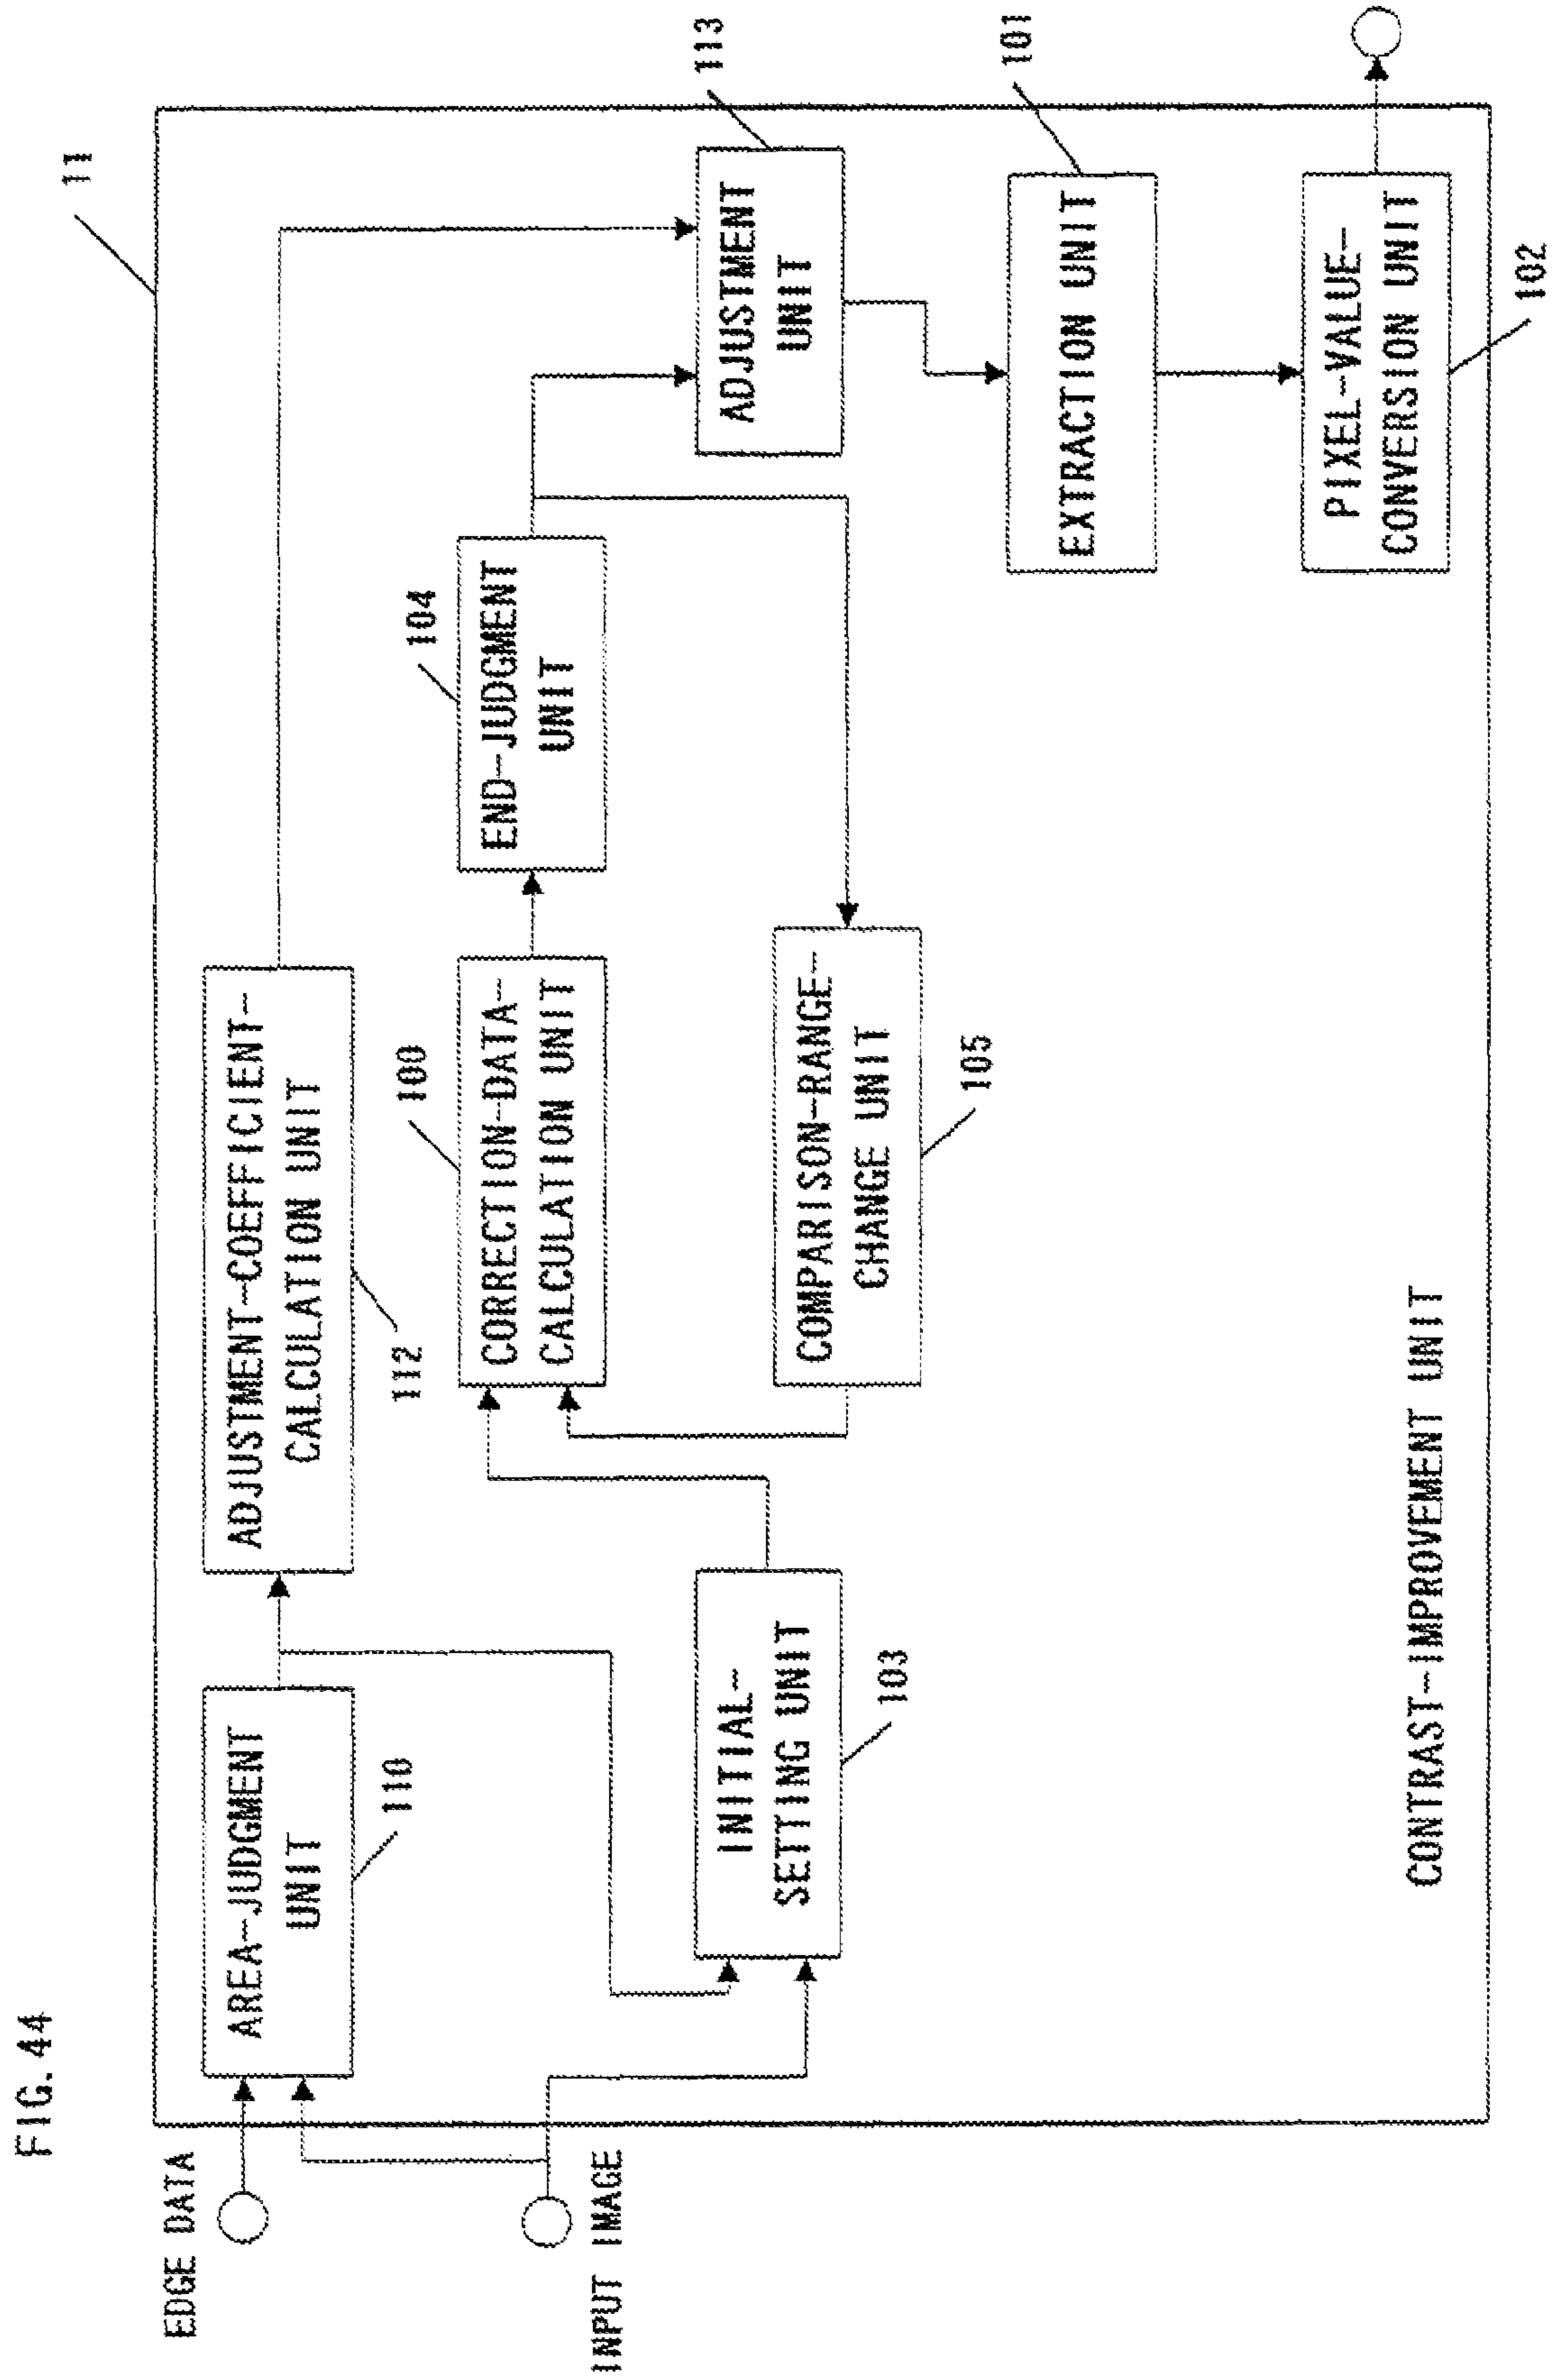 FIG. 44
11
EDGE DATA
INPUT IMAGE
AREA-JUDGMENT
UNIT
110
ADJUSTMENT-COEFFICIENT-
CALCULATION UNIT
112
INITIAL-
SETTING UNIT
103
CORRECTION-DATA-
CALCULATION UNIT
100
END-JUDGMENT
UNIT
104
COMPARISON-RANGE-
CHANGE UNIT
105
ADJUSTMENT
UNIT
113
EXTRACTION UNIT
101
PIXEL-VALUE-
CONVERSION UNIT
102
CONTRAST-IMPROVEMENT UNIT